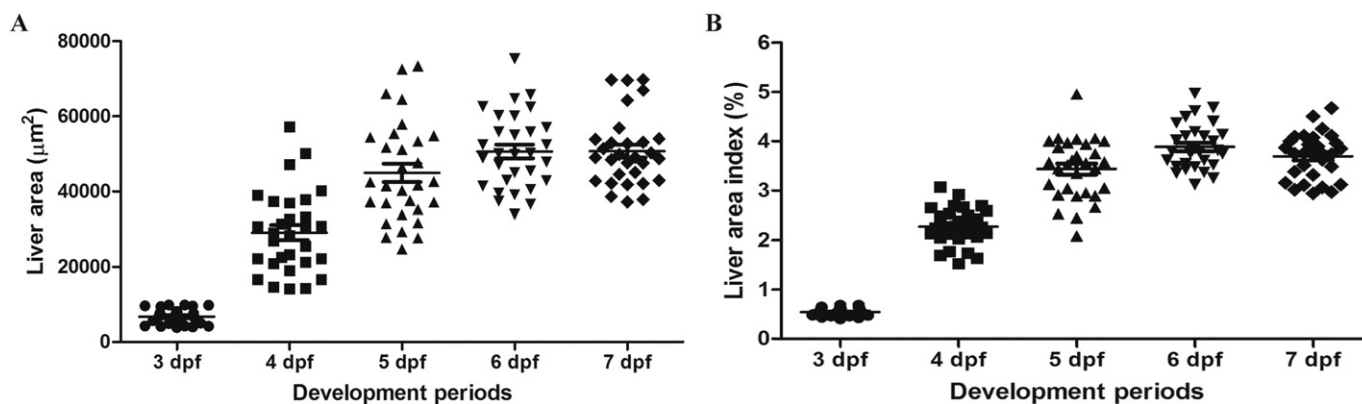 A
Liver area (μm2)
80000
60000
40000
20000
0
3 dpf 4 dpf 5 dpf 6 dpf 7 dpf
Development periods
B
Liver area index (%)
6
5
4
3
2
1
0
3 dpf 4 dpf 5 dpf 6 dpf 7 dpf
Development periods